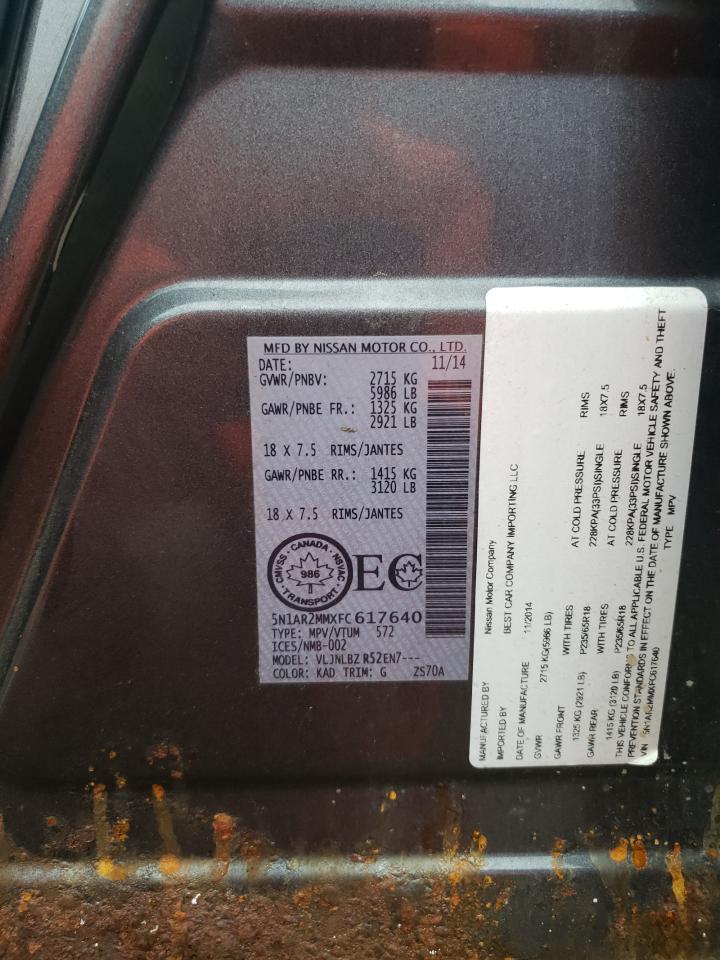 MFD BY NISSAN MOTOR CO., LTD.
DATE: 11/14
GVWR/PNBV: 2715 KG
5986 LB
GAWR/PNBE FR.: 1325 KG
2921 LB
18 X 7.5 RIMS/JANTES
GAWR/PNBE RR.: 1415 KG
3120 LB
18 X 7.5 RIMS/JANTES
CMVSS · CANADA · NSVAC
986
TRANSPORT
EC
5N1AR2MMXFC617640
TYPE: MPV/VTUM 572
ICES/NMB-002
MODEL: VLJNLBZ R52EN7---
COLOR: KAD TRIM: G 2S70A
MANUFACTURED BY Nissan Motor Company
IMPORTED BY BEST CAR COMPANY IMPORTING LLC
DATE OF MANUFACTURE 11/2014
GVWR 2715 KG(5986 LB)
GAWR FRONT WITH TIRES AT COLD PRESSURE RIMS
1325 KG (2921 LB) P235/65R18 228KPA(33PSI)SINGLE 18X7.5
GAWR REAR WITH TIRES AT COLD PRESSURE RIMS
1415 KG (3120 LB) P235/65R18 228KPA(33PSI)SINGLE 18X7.5
THIS VEHICLE CONFORMS TO ALL APPLICABLE U.S. FEDERAL MOTOR VEHICLE SAFETY AND THEFT
PREVENTION STANDARDS IN EFFECT ON THE DATE OF MANUFACTURE SHOWN ABOVE.
VIN 5N1AR2MMXFC617640 TYPE MPV